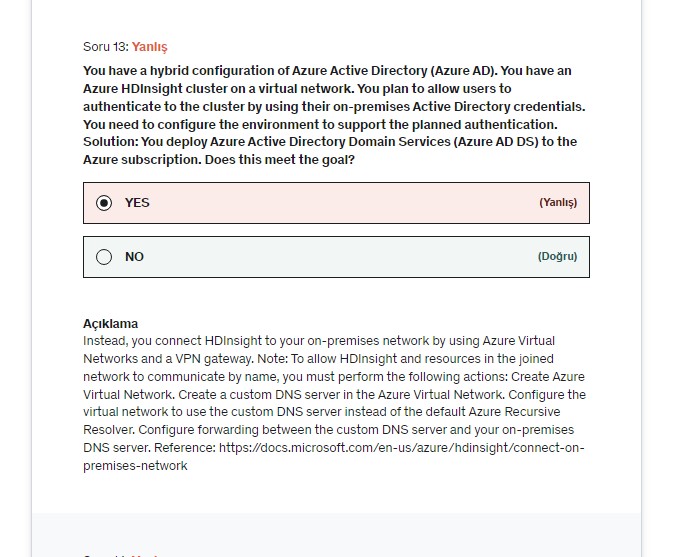 Soru 13: Yanlış
You have a hybrid configuration of Azure Active Directory (Azure AD). You have an
Azure HDInsight cluster on a virtual network. You plan to allow users to
authenticate to the cluster by using their on-premises Active Directory credentials.
You need to configure the environment to support the planned authentication.
Solution: You deploy Azure Active Directory Domain Services (Azure AD DS) to the
Azure subscription. Does this meet the goal?
YES (Yanlış)
NO (Doğru)
Açıklama
Instead, you connect HDInsight to your on-premises network by using Azure Virtual
Networks and a VPN gateway. Note: To allow HDInsight and resources in the joined
network to communicate by name, you must perform the following actions: Create Azure
Virtual Network. Create a custom DNS server in the Azure Virtual Network. Configure the
virtual network to use the custom DNS server instead of the default Azure Recursive
Resolver. Configure forwarding between the custom DNS server and your on-premises
DNS server. Reference: https://docs.microsoft.com/en-us/azure/hdinsight/connect-on-
premises-network